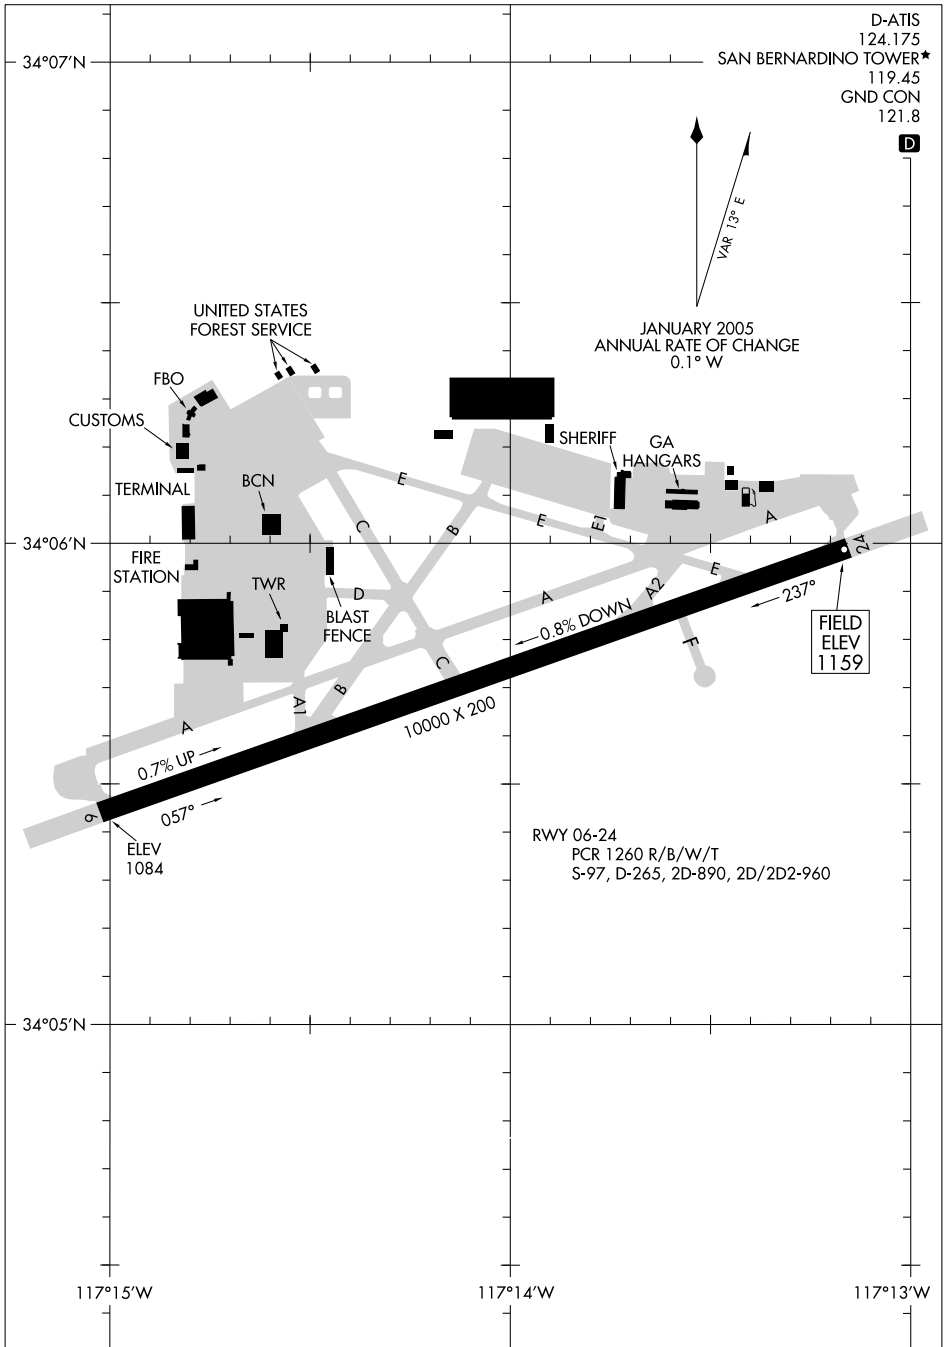 D-ATIS
124.175
34°07'N
SAN BERNARDINO TOWER★
119.45
GND CON
121.8
D
VAR 13° E
JANUARY 2005
ANNUAL RATE OF CHANGE
0.1° W
UNITED STATES
FOREST SERVICE
FBO
CUSTOMS
TERMINAL
BCN
SHERIFF
GA
HANGARS
E
C
B
E
E1
A
34°06'N
24
FIRE
STATION
TWR
D
BLAST
FENCE
A
A2
E
237°
0.8% DOWN
FIELD
ELEV
1159
F
C
B
A1
A
10000 X 200
0.7% UP
057°
6
ELEV
1084
RWY 06-24
PCR 1260 R/B/W/T
S-97, D-265, 2D-890, 2D/2D2-960
34°05'N
117°15'W
117°14'W
117°13'W